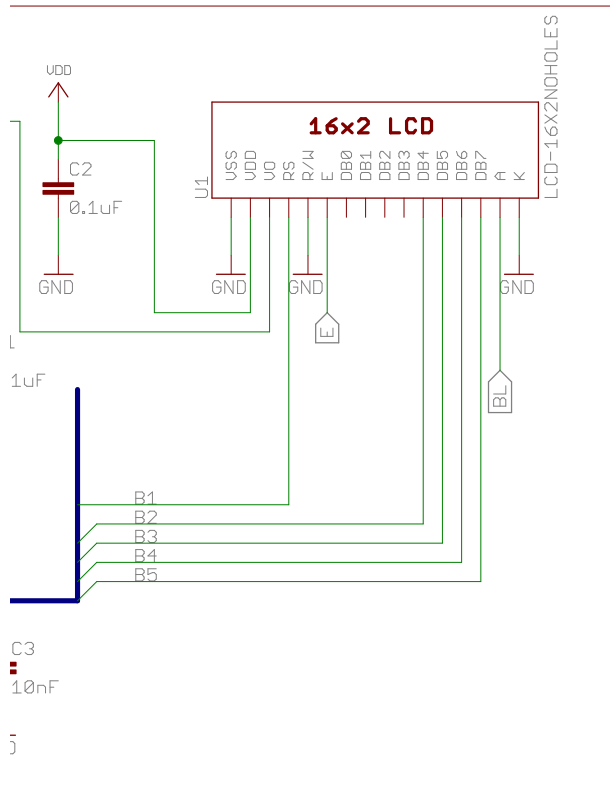 VDD
C2
0.1uF
GND
16x2 LCD
LCD-16X2NOHOLES
U1
VSS
VDD
VO
RS
R/W
E
DB0
DB1
DB2
DB3
DB4
DB5
DB6
DB7
A
K
GND
GND
GND
E
BL
1uF
B1
B2
B3
B4
B5
C3
10nF